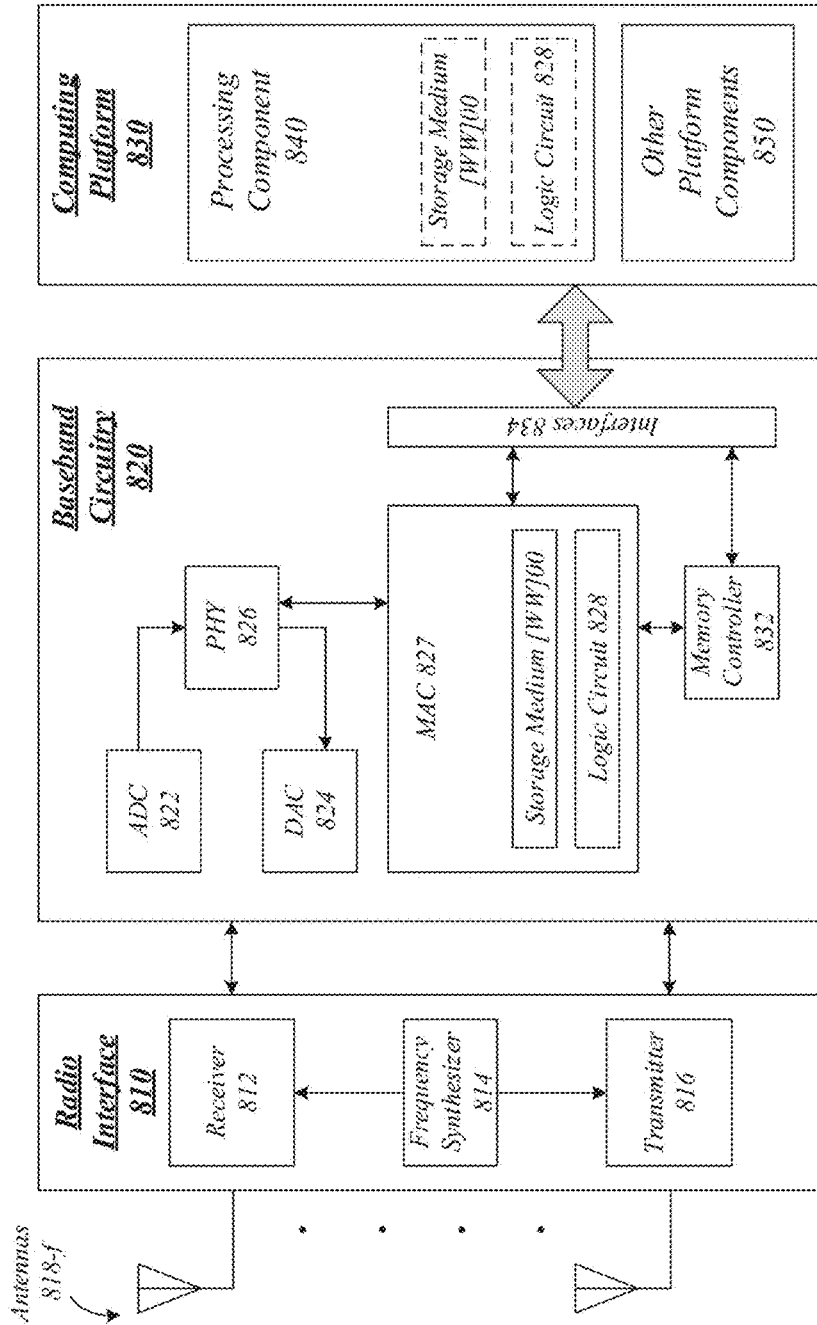 Antennas
818-f
Radio
Interface
810
Receiver
812
Frequency
Synthesizer
814
Transmitter
816
Baseband
Circuitry
820
ADC
822
PHY
826
DAC
824
MAC 827
Storage Medium [WW]00
Logic Circuit 828
Memory
Controller
832
Interfaces 834
Computing
Platform
830
Processing
Component
840
Storage Medium
[WW]00
Logic Circuit 828
Other
Platform
Components
850